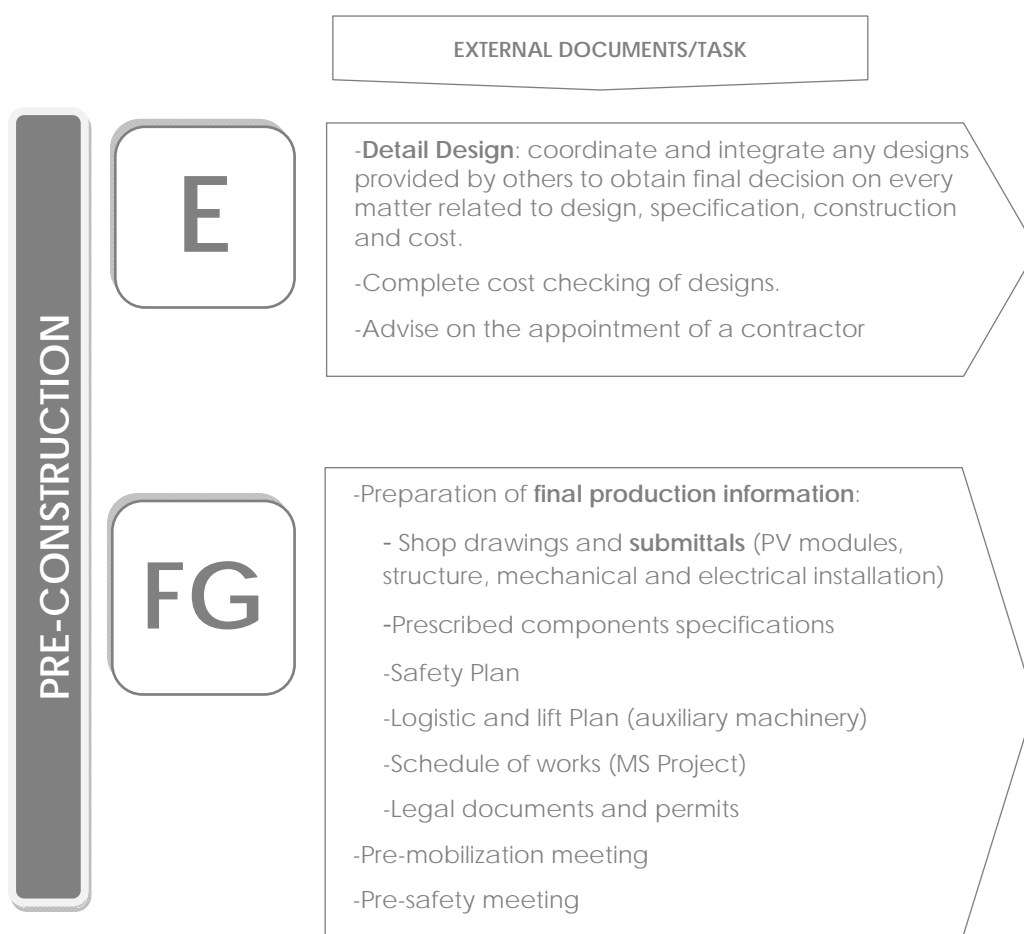 EXTERNAL DOCUMENTS/TASK
PRE-CONSTRUCTION
E
-Detail Design: coordinate and integrate any designs
provided by others to obtain final decision on every
matter related to design, specification, construction
and cost.
-Complete cost checking of designs.
-Advise on the appointment of a contractor
FG
-Preparation of final production information:
- Shop drawings and submittals (PV modules,
structure, mechanical and electrical installation)
-Prescribed components specifications
-Safety Plan
-Logistic and lift Plan (auxiliary machinery)
-Schedule of works (MS Project)
-Legal documents and permits
-Pre-mobilization meeting
-Pre-safety meeting